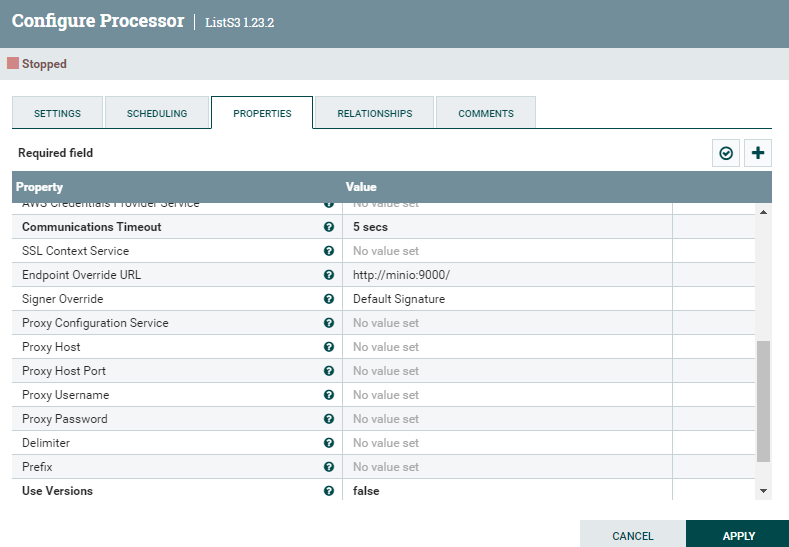 Configure Processor | ListS3 1.23.2
Stopped
SETTINGS SCHEDULING PROPERTIES RELATIONSHIPS COMMENTS
Required field
Property Value
AWS Credentials Provider Service No value set
Communications Timeout 5 secs
SSL Context Service No value set
Endpoint Override URL http://minio:9000/
Signer Override Default Signature
Proxy Configuration Service No value set
Proxy Host No value set
Proxy Host Port No value set
Proxy Username No value set
Proxy Password No value set
Delimiter No value set
Prefix No value set
Use Versions false
CANCEL APPLY